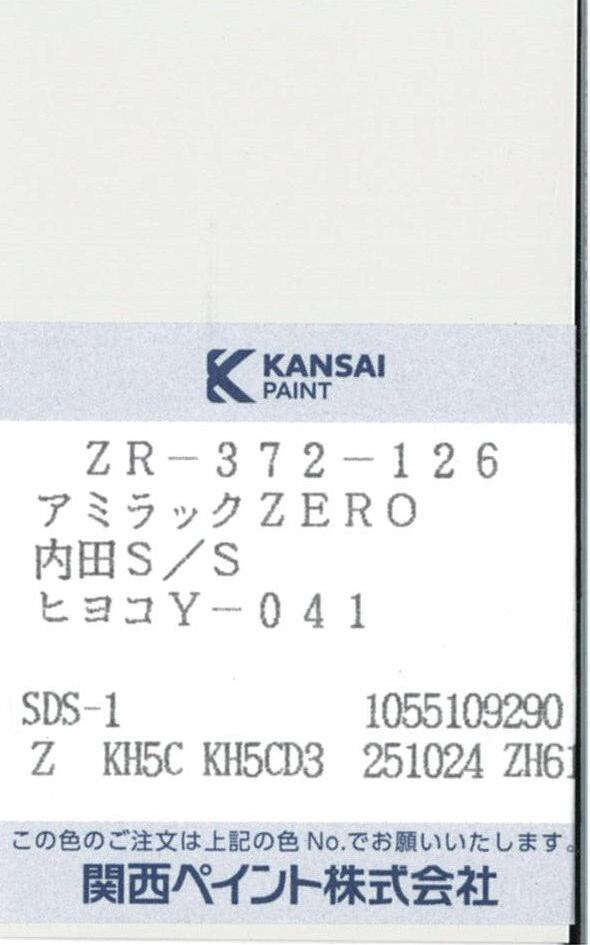 KANSAI
PAINT
ZR－372－126
アミラックZERO
内田S／S
ヒヨコY－041
SDS-1 1055109290
Z KH5C KH5CD3 251024 ZH61
この色のご注文は上記の色No.でお願いいたします。
関西ペイント株式会社